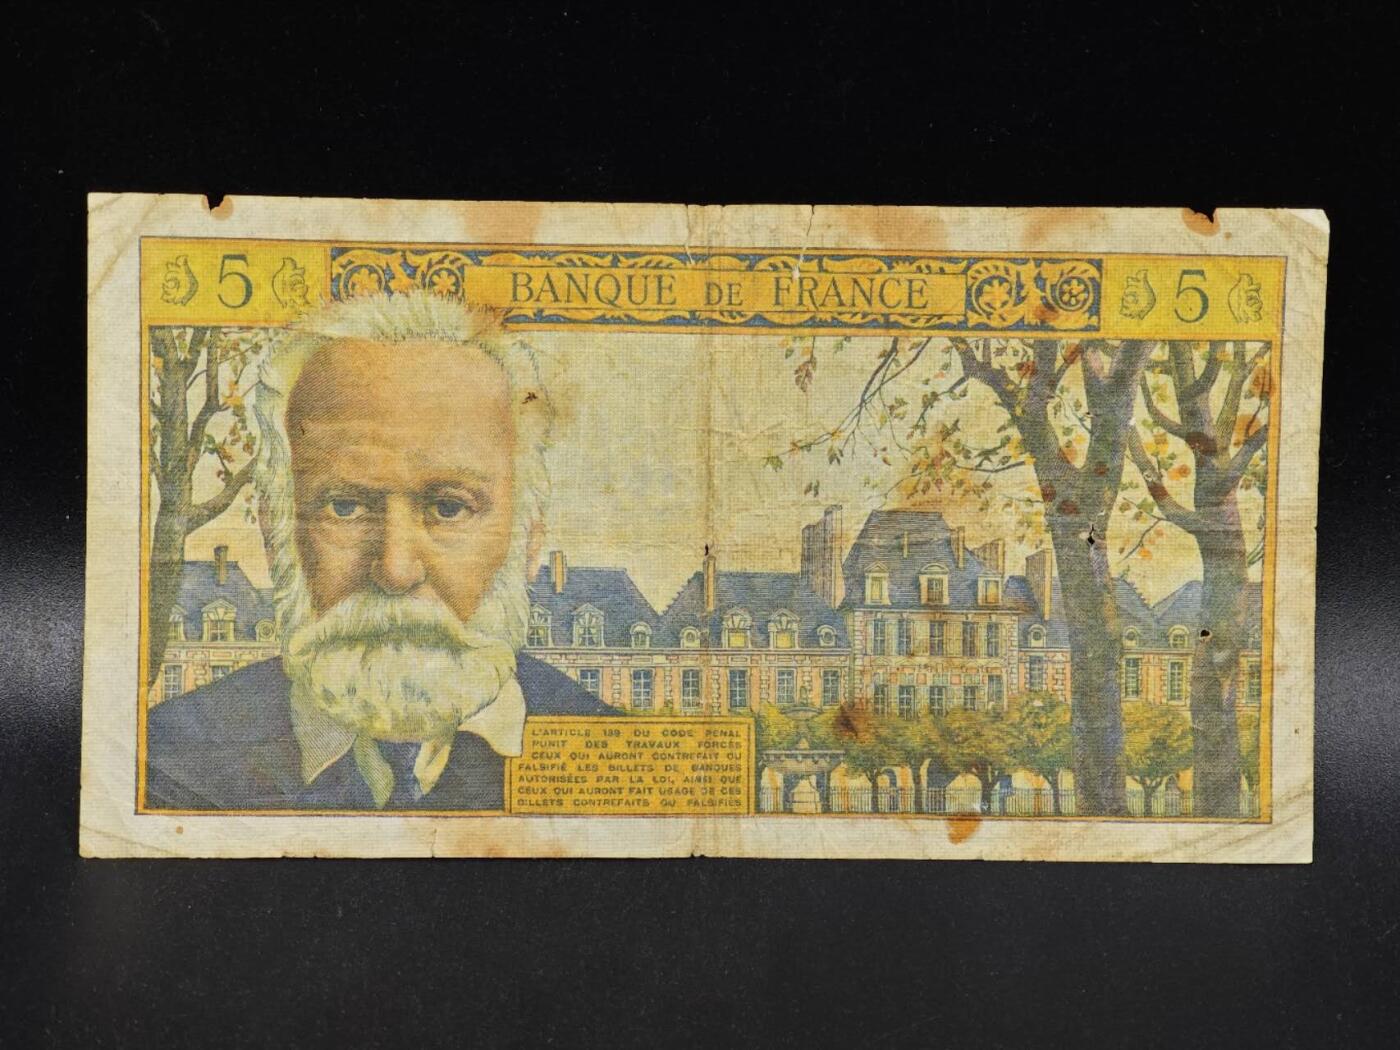 5 BANQUE DE FRANCE 5
L'ARTICLE 139 DU CODE PENAL
PUNIT DES TRAVAUX FORCÉS
CEUX QUI AURONT CONTREFAIT OU
FALSIFIÉ LES BILLETS DE BANQUES
AUTORISÉES PAR LA LOI, AINSI QUE
CEUX QUI AURONT FAIT USAGE DE CES
BILLETS CONTREFAITS OU FALSIFIÉS